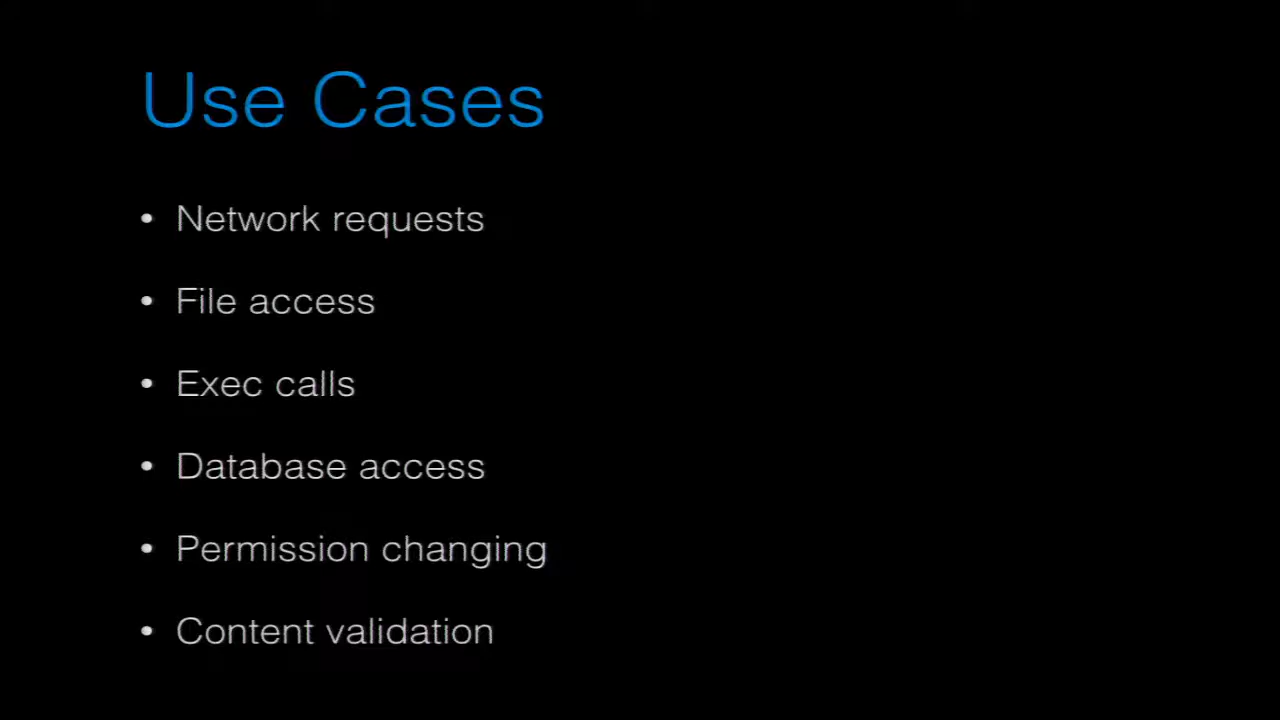 Use Cases
• Network requests
• File access
• Exec calls
• Database access
• Permission changing
• Content validation